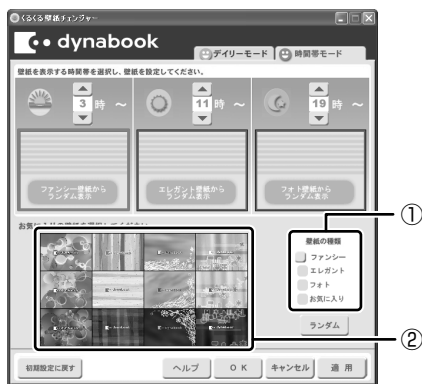 くるくる壁紙チェンジャー
dynabook
デイリーモード
時間帯モード
壁紙を表示する時間帯を選択し、壁紙を設定してください。
3 時 ～
11 時 ～
19 時 ～
ファンシー壁紙から
ランダム表示
エレガント壁紙から
ランダム表示
フォト壁紙から
ランダム表示
お気に入りの壁紙を選択してください
壁紙の種類
ファンシー
エレガント
フォト
お気に入り
ランダム
①
②
初期設定に戻す
ヘルプ
OK
キャンセル
適用